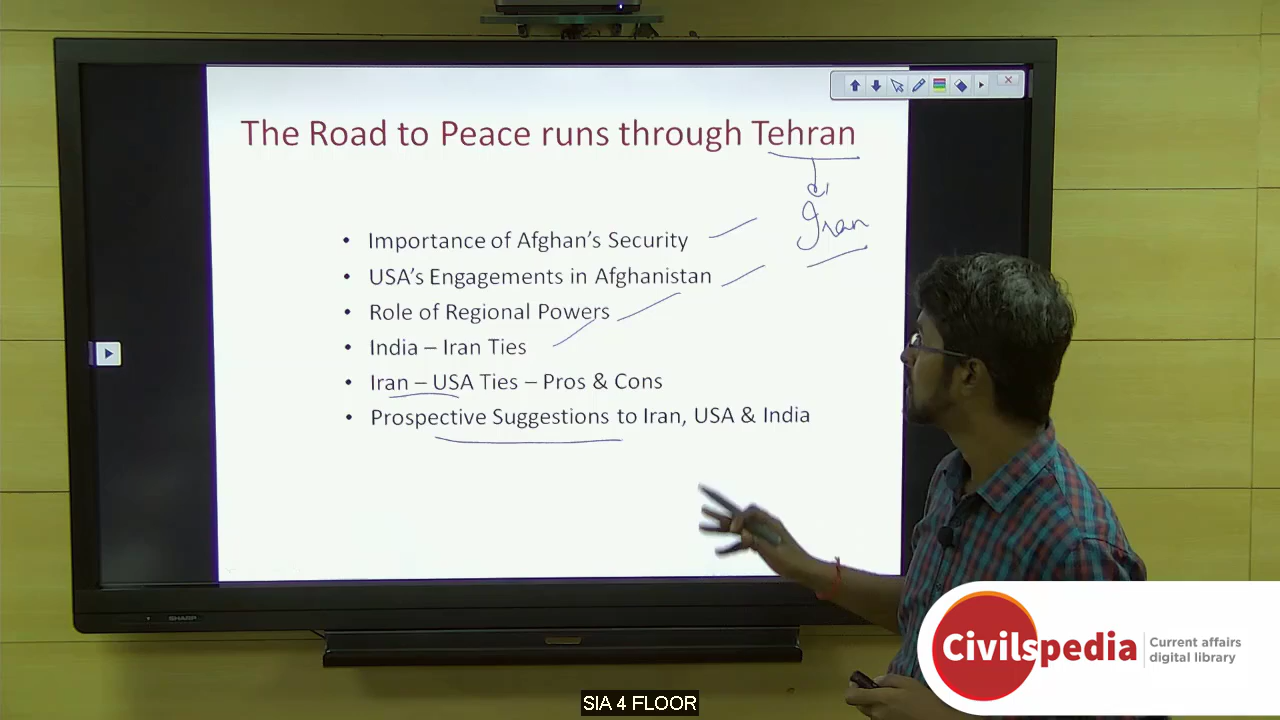 The Road to Peace runs through Tehran
Iran
• Importance of Afghan's Security
• USA's Engagements in Afghanistan
• Role of Regional Powers
• India – Iran Ties
• Iran – USA Ties – Pros & Cons
• Prospective Suggestions to Iran, USA & India
SHARP
Civilspedia
Current affairs
digital library
SIA 4 FLOOR